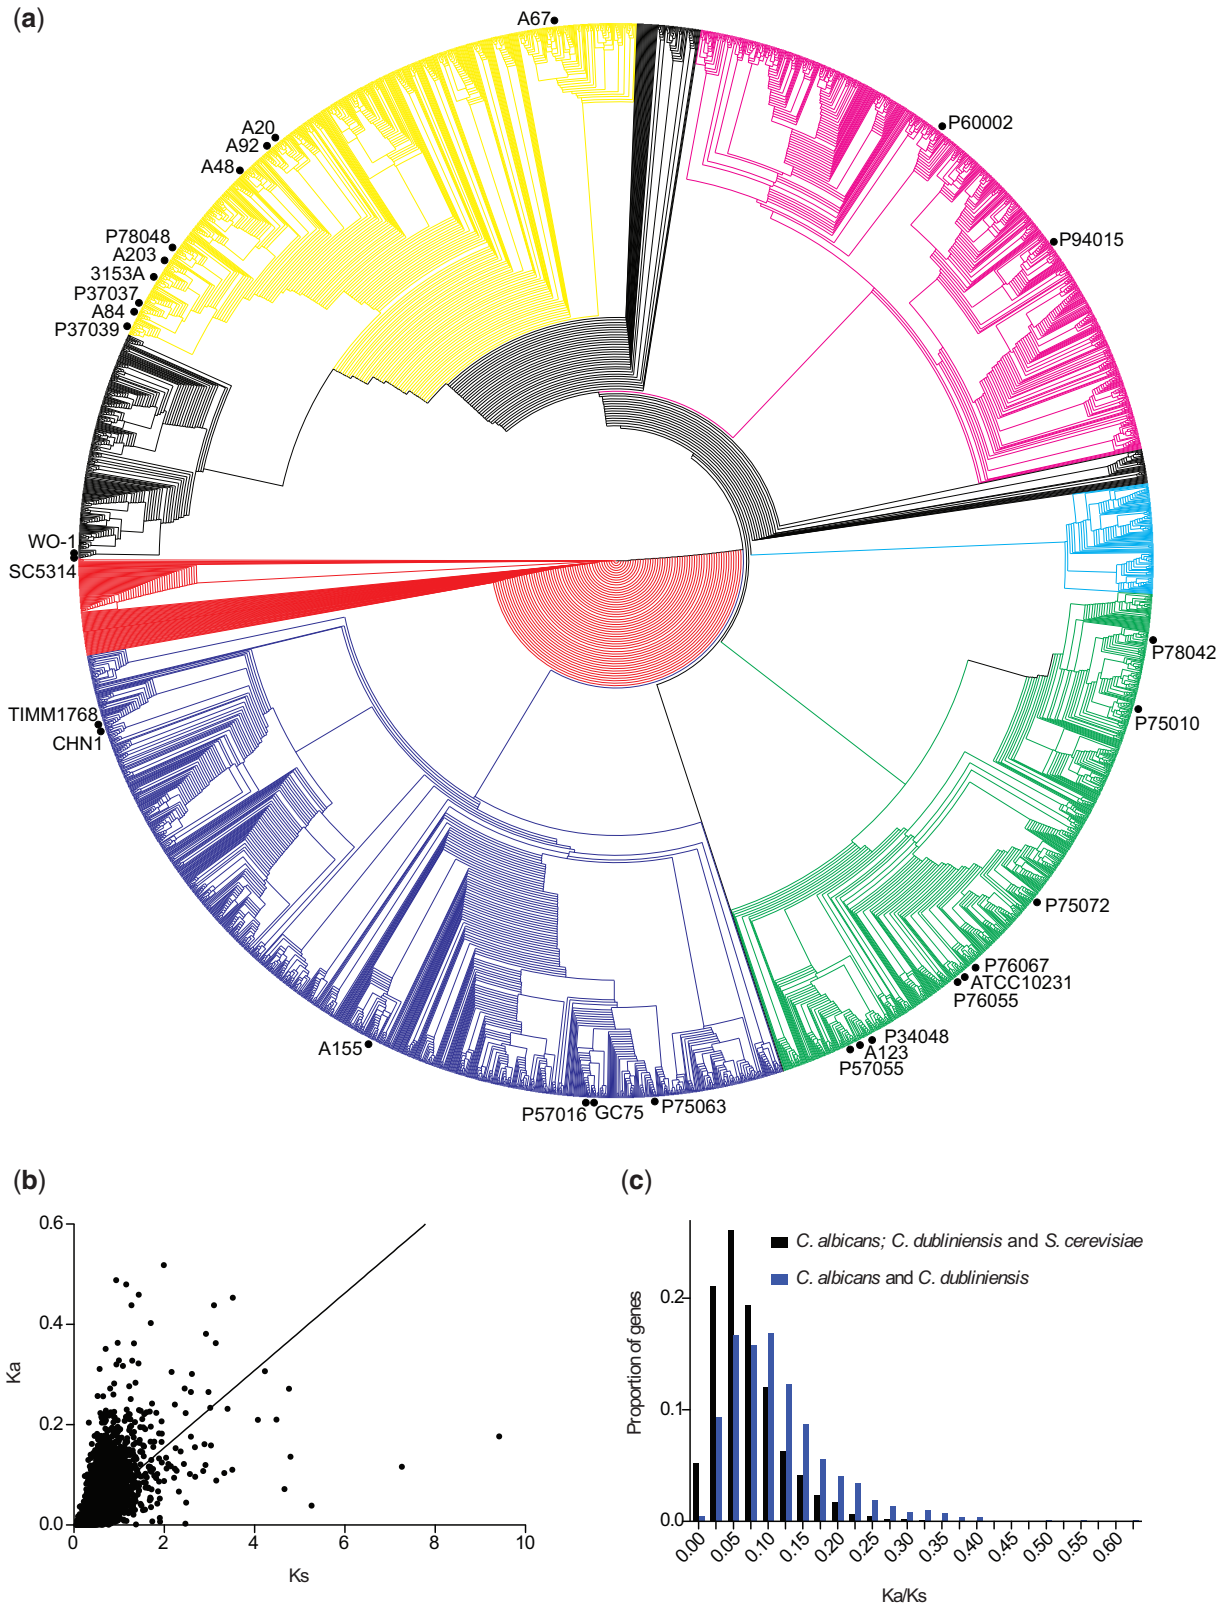 (a)
A67
P60002
A20
A92
A48
P94015
P78048
A203
3153A
P37037
A84
P37039
WO-1
SC5314
P78042
P75010
TIMM1768
CHN1
P75072
P76067
ATCC10231
P76055
P34048
A123
P57055
A155
P57016
GC75
P75063
(b)
0.6
0.4
0.2
0.0
Ka
0 2 4 6 8 10
Ks
(c)
C. albicans; C. dubliniensis and S. cerevisiae
C. albicans and C. dubliniensis
0.2
0.1
0.0
Proportion of genes
0.00 0.05 0.10 0.15 0.20 0.25 0.30 0.35 0.40 0.45 0.50 0.55 0.60
Ka/Ks